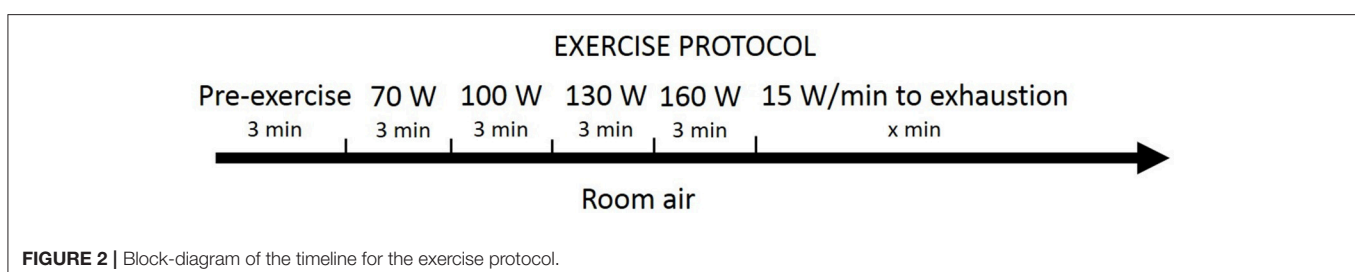 EXERCISE PROTOCOL
Pre-exercise 70 W 100 W 130 W 160 W 15 W/min to exhaustion
3 min 3 min 3 min 3 min 3 min x min
Room air
FIGURE 2 | Block-diagram of the timeline for the exercise protocol.